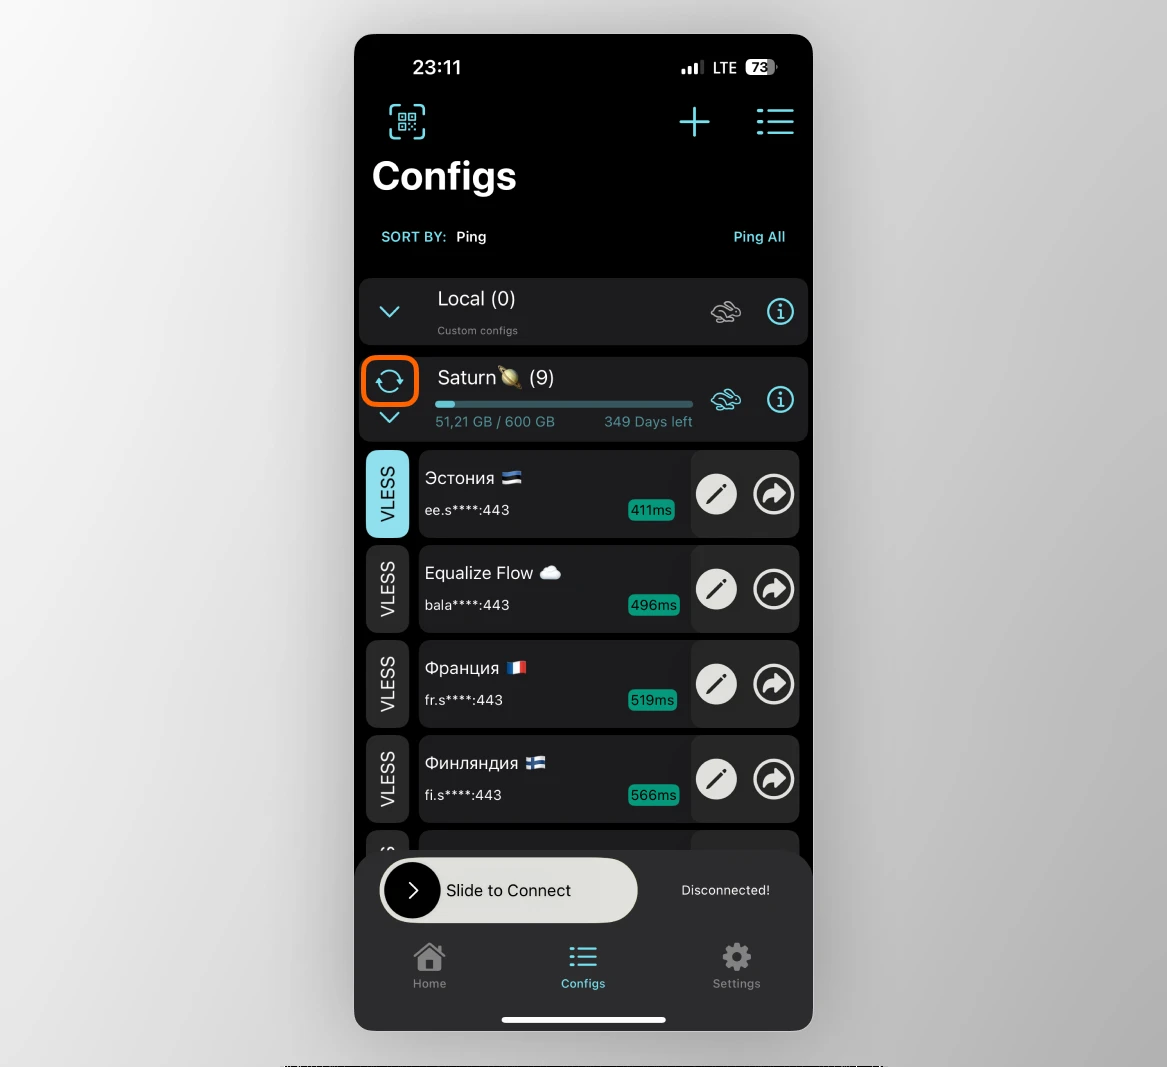 23:11 LTE 73
Configs
SORT BY: Ping Ping All
Local (0)
Custom configs
Saturn🪐 (9)
51,21 GB / 600 GB 349 Days left
VLESS
Эстония 🇪🇪
ee.s****:443 411ms
VLESS
Equalize Flow ☁️
bala****:443 496ms
VLESS
Франция 🇫🇷
fr.s****:443 519ms
VLESS
Финляндия 🇫🇮
fi.s****:443 566ms
Slide to Connect Disconnected!
Home Configs Settings